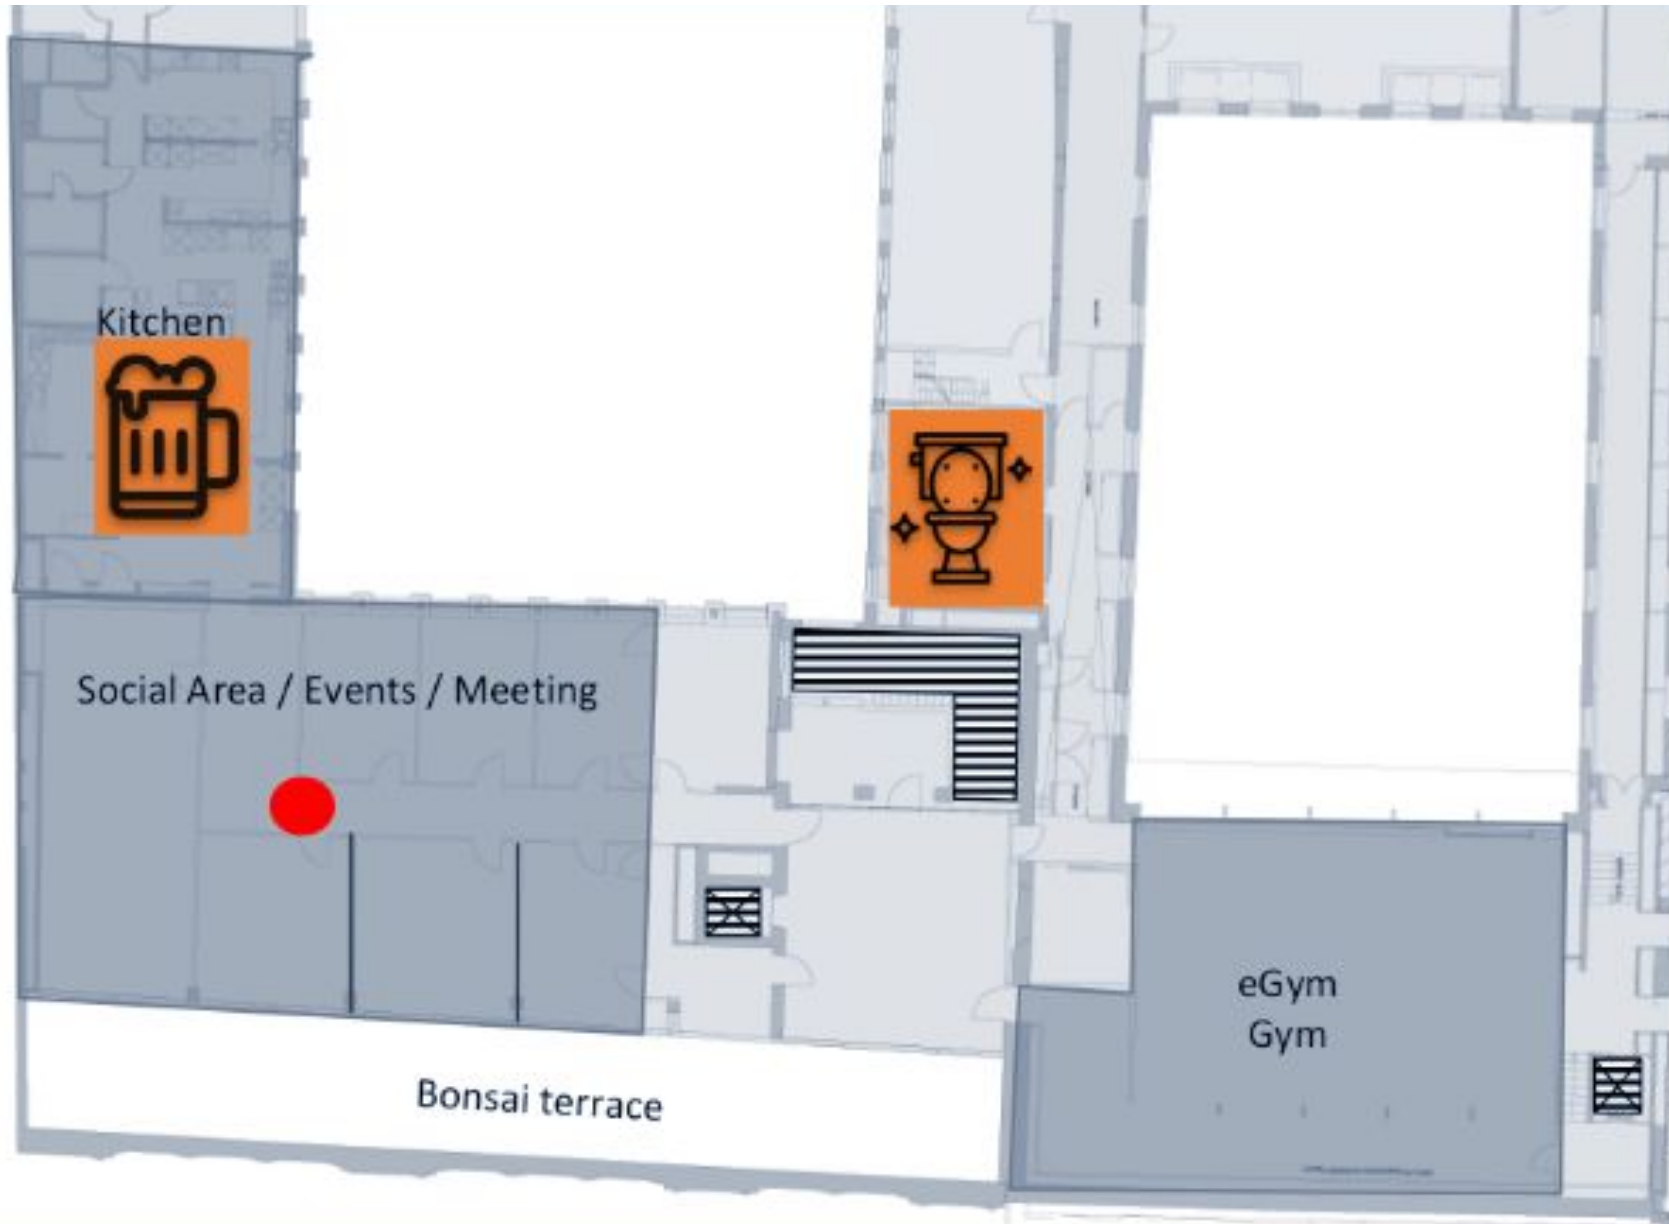 Kitchen
Social Area / Events / Meeting
eGym
Gym
Bonsai terrace